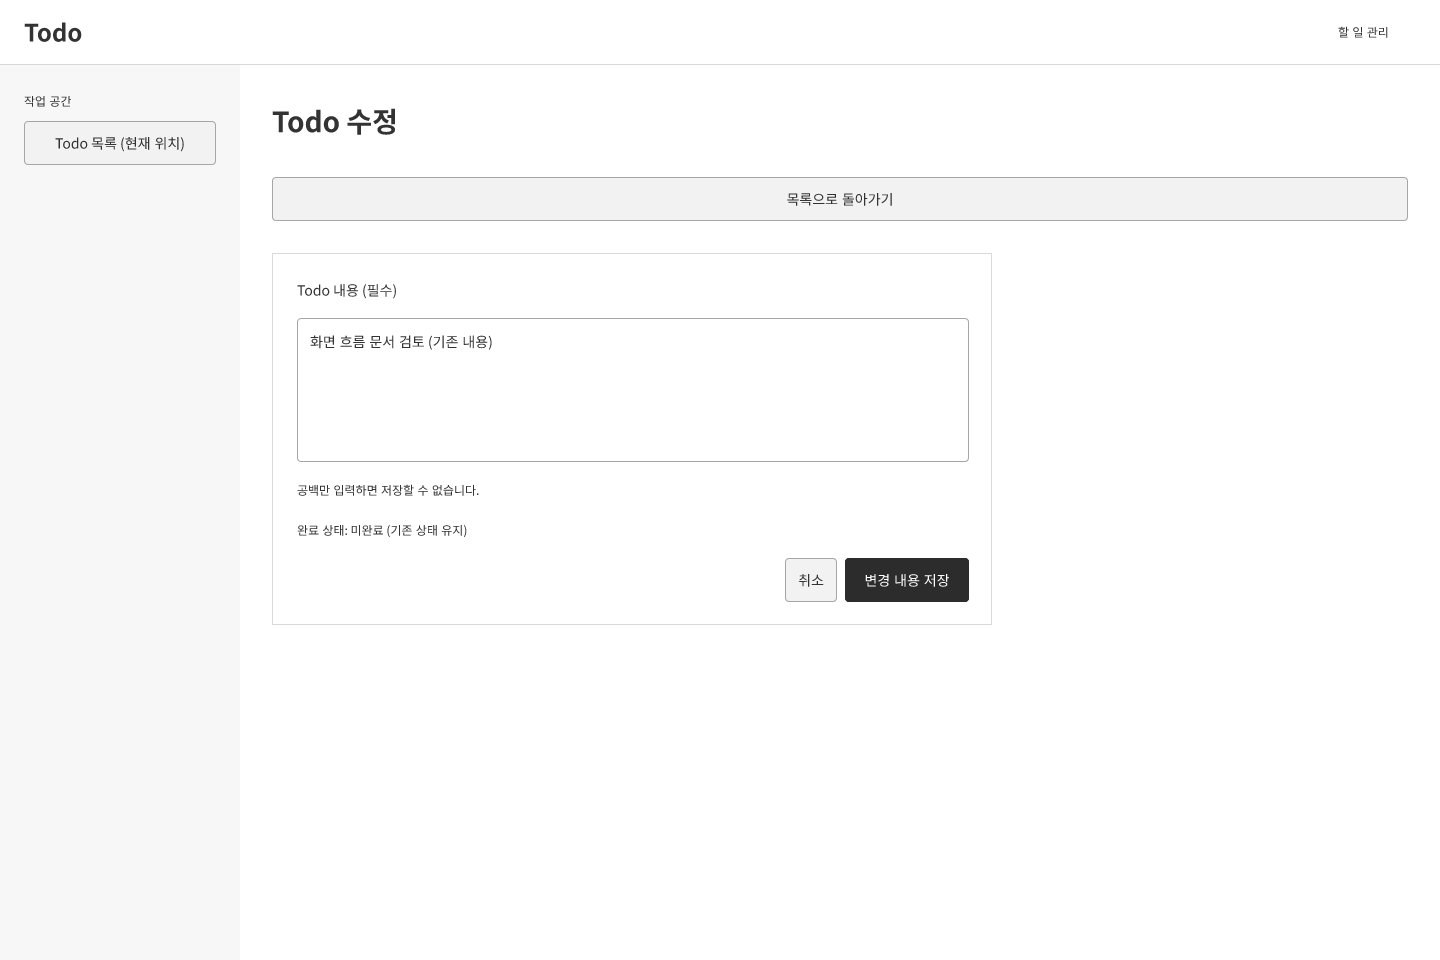 Todo
할 일 관리
작업 공간
Todo 목록 (현재 위치)
Todo 수정
목록으로 돌아가기
Todo 내용 (필수)
화면 흐름 문서 검토 (기존 내용)
공백만 입력하면 저장할 수 없습니다.
완료 상태: 미완료 (기존 상태 유지)
취소
변경 내용 저장